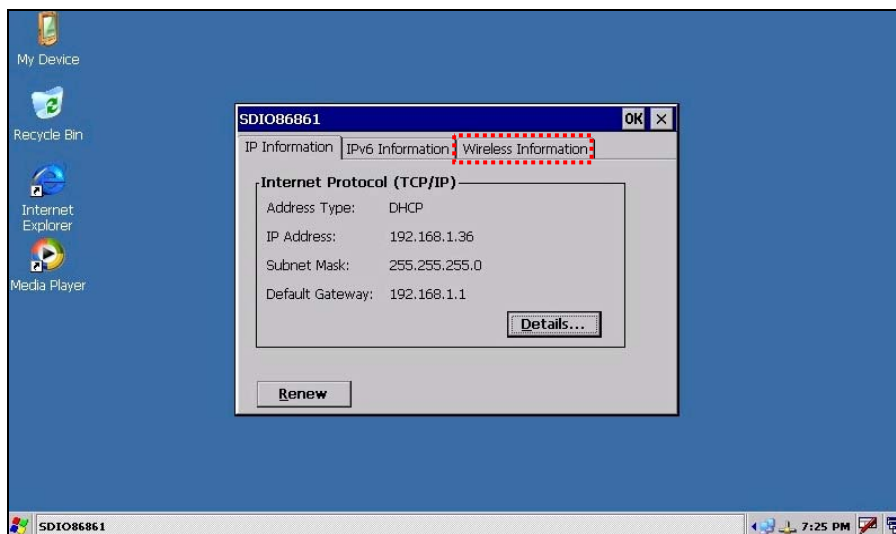 My Device
Recycle Bin
Internet
Explorer
Media Player
SDIO86861 OK ×
IP Information IPv6 Information Wireless Information
Internet Protocol (TCP/IP)
Address Type: DHCP
IP Address: 192.168.1.36
Subnet Mask: 255.255.255.0
Default Gateway: 192.168.1.1
Details...
Renew
SDIO86861 7:25 PM